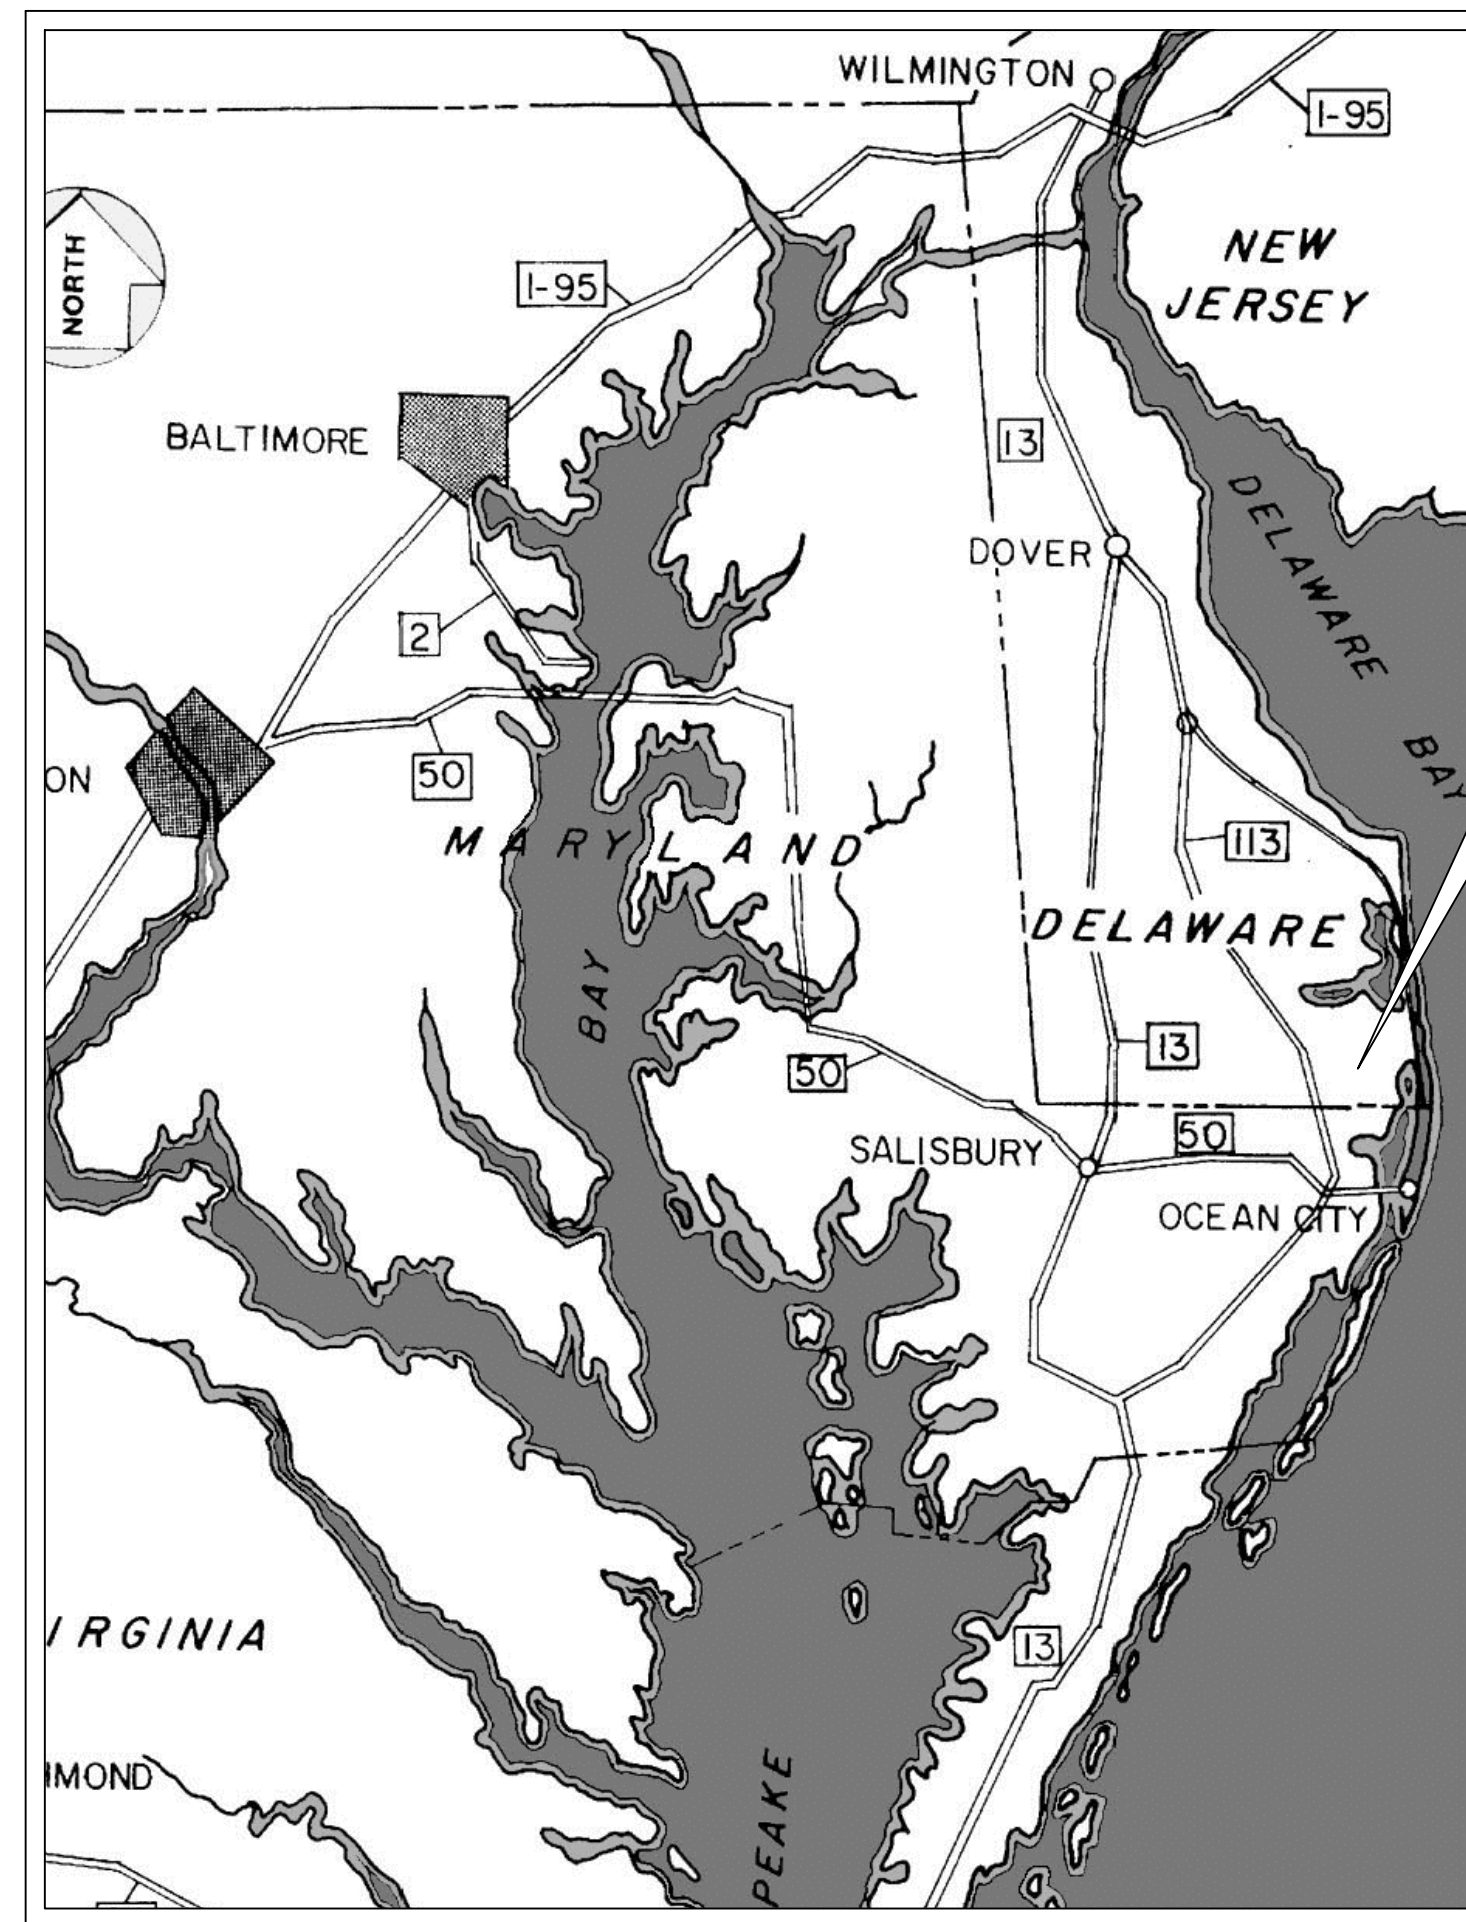 WILMINGTON
I-95
NORTH
NEW
JERSEY
I-95
BALTIMORE
13
DELAWARE
BAY
DOVER
2
50
ON
MARYLAND
113
DELAWARE
BAY
13
50
50
SALISBURY
OCEAN CITY
IRGINIA
13
MOND
PEAKE